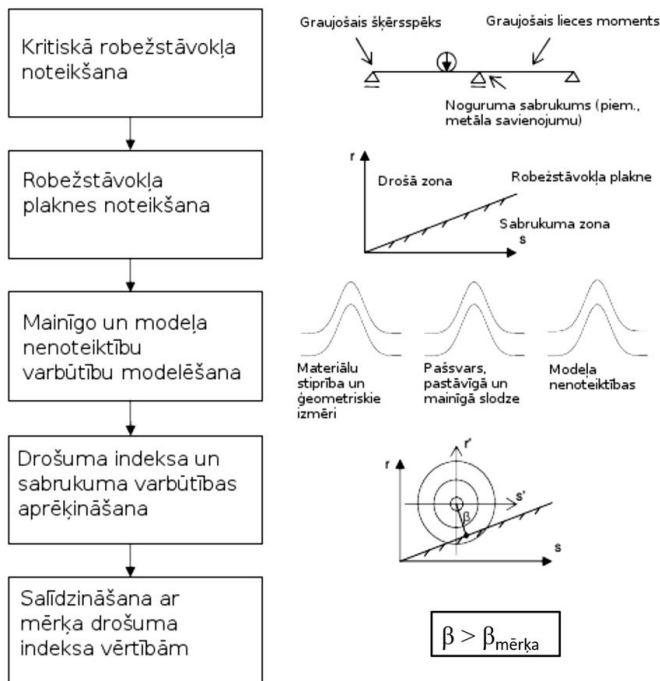 Kritiskā robežstāvokļa
noteikšana
Graujošais šķērsspēks
Graujošais lieces moments
Noguruma sabrukums (piem.,
metāla savienojumu)
Robežstāvokļa
plaknes noteikšana
r
Drošā zona
Robežstāvokļa plakne
Sabrukuma zona
s
Mainīgo un modeļa
nenoteiktību
varbūtību modelēšana
Materiālu
stiprība un
ģeometriskie
izmēri
Pašsvars,
pastāvīgā un
mainīgā slodze
Modeļa
nenoteiktības
Drošuma indeksa un
sabrukuma varbūtības
aprēķināšana
r'
r
s'
β
s
Salīdzināšana ar
mērķa drošuma
indeksa vērtībām
β > βmērķa